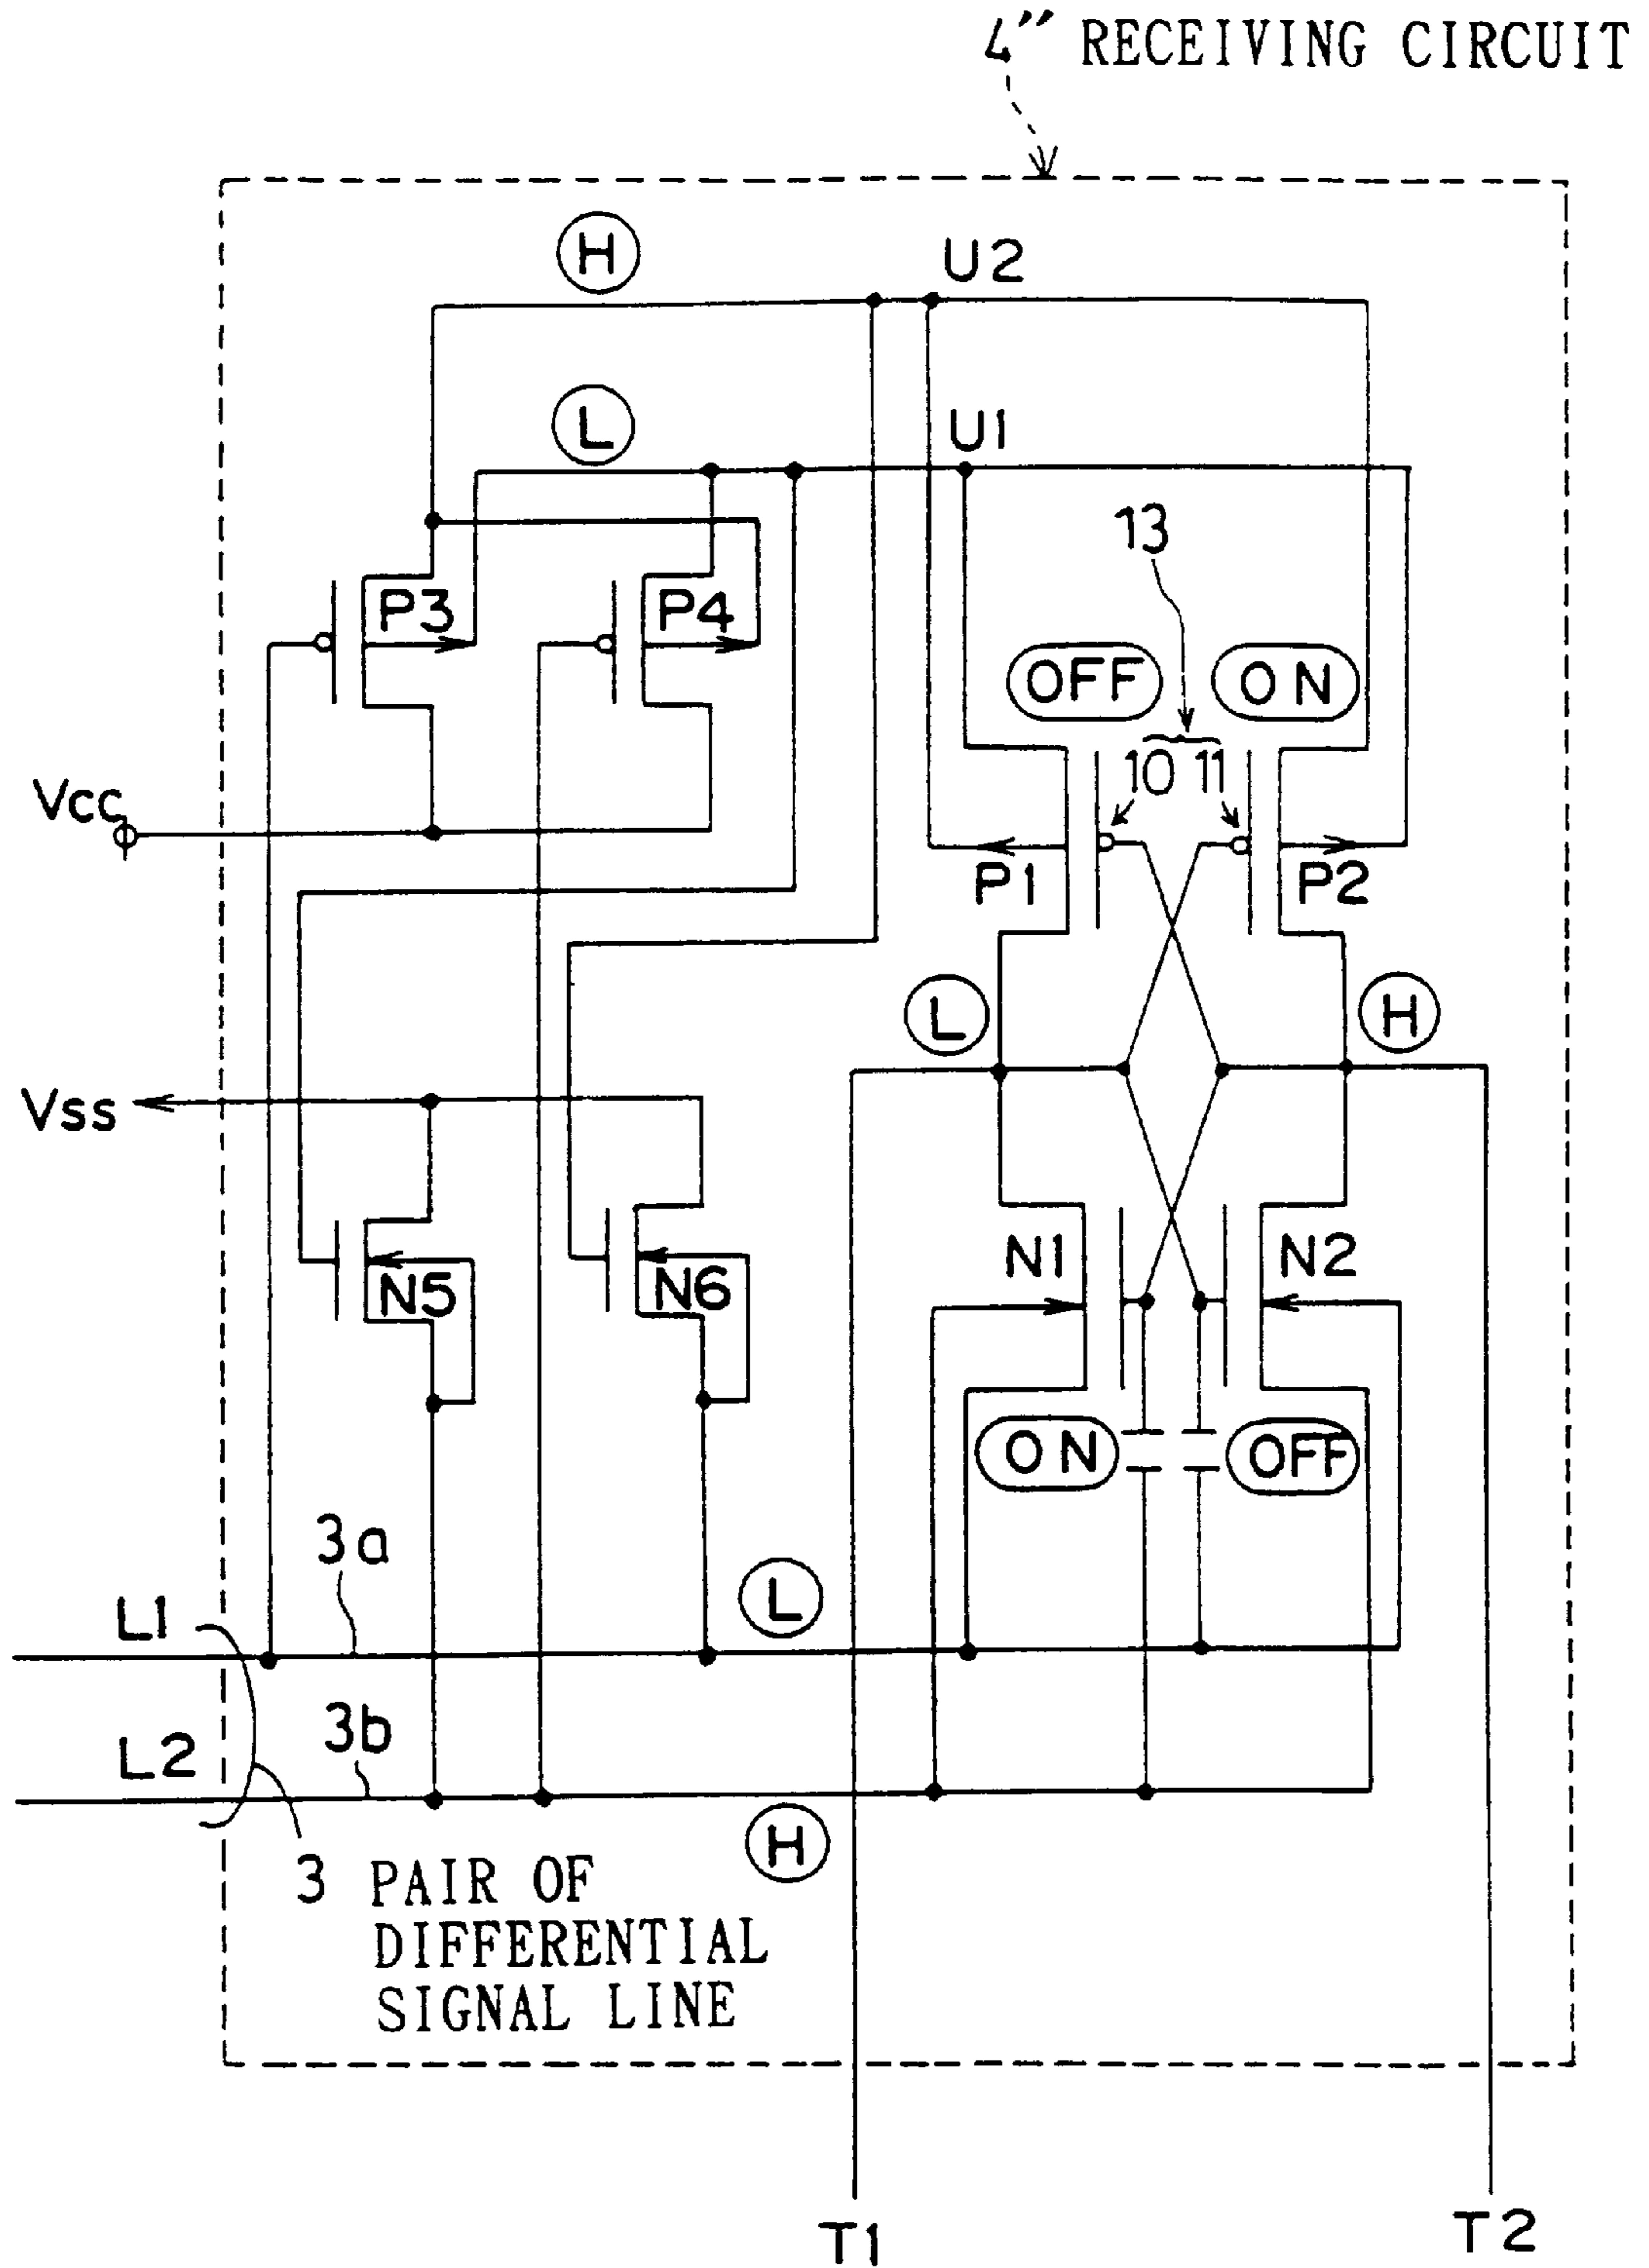 4″ RECEIVING CIRCUIT
H
U2
L
U1
13
P3
P4
OFF
ON
10 11
Vcc
P1
P2
L
H
Vss
N1
N2
N5
N6
ON
OFF
3a
L
L1
3b
L2
H
3 PAIR OF
DIFFERENTIAL
SIGNAL LINE
T1
T2